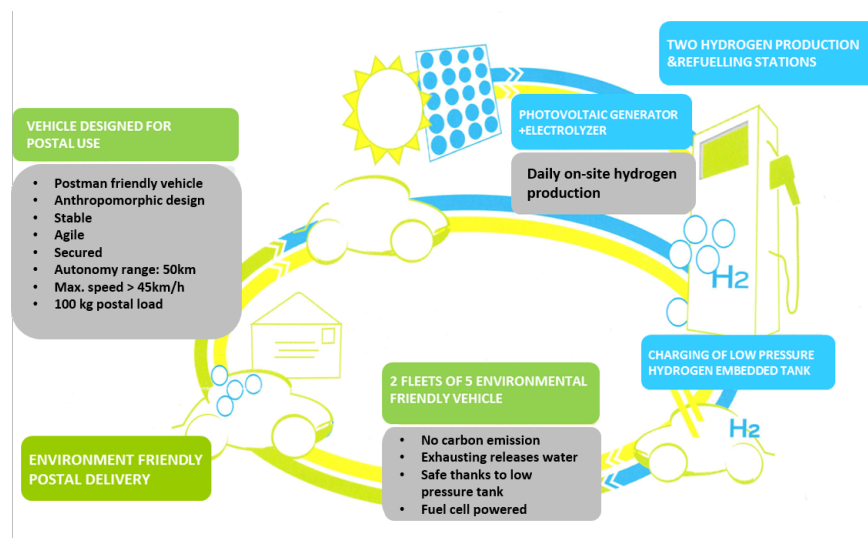 TWO HYDROGEN PRODUCTION
&REFUELLING STATIONS
PHOTOVOLTAIC GENERATOR
+ELECTROLYZER
Daily on-site hydrogen
production
VEHICLE DESIGNED FOR
POSTAL USE
• Postman friendly vehicle
• Anthropomorphic design
• Stable
• Agile
• Secured
• Autonomy range: 50km
• Max. speed > 45km/h
• 100 kg postal load
H2
CHARGING OF LOW PRESSURE
HYDROGEN EMBEDDED TANK
2 FLEETS OF 5 ENVIRONMENTAL
FRIENDLY VEHICLE
• No carbon emission
• Exhausting releases water
• Safe thanks to low
pressure tank
• Fuel cell powered
H2
ENVIRONMENT FRIENDLY
POSTAL DELIVERY